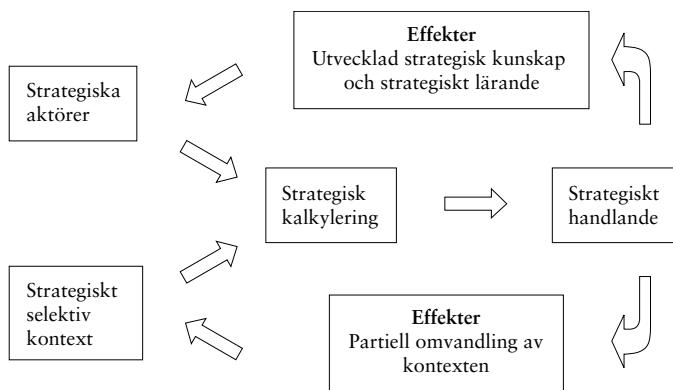 Effekter
Utvecklad strategisk kunskap
och strategiskt lärande
Strategiska
aktörer
Strategisk
kalkylering
Strategiskt
handlande
Strategiskt
selektiv
kontext
Effekter
Partiell omvandling av
kontexten